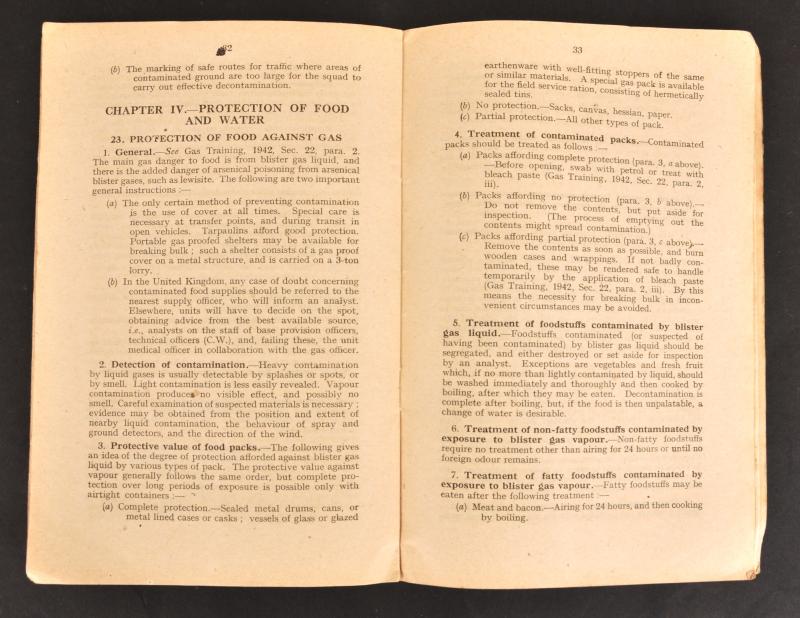 32
(b) The marking of safe routes for traffic where areas of
contaminated ground are too large for the squad to
carry out effective decontamination.
CHAPTER IV.—PROTECTION OF FOOD
AND WATER
23. PROTECTION OF FOOD AGAINST GAS
1. General.—See Gas Training, 1942, Sec. 22, para. 2.
The main gas danger to food is from blister gas liquid, and
there is the added danger of arsenical poisoning from arsenical
blister gases, such as lewisite. The following are two important
general instructions :—
(a) The only certain method of preventing contamination
is the use of cover at all times. Special care is
necessary at transfer points, and during transit in
open vehicles. Tarpaulins afford good protection.
Portable gas proofed shelters may be available for
breaking bulk ; such a shelter consists of a gas proof
cover on a metal structure, and is carried on a 3-ton
lorry.
(b) In the United Kingdom, any case of doubt concerning
contaminated food supplies should be referred to the
nearest supply officer, who will inform an analyst.
Elsewhere, units will have to decide on the spot,
obtaining advice from the best available source,
i.e., analysts on the staff of base provision officers,
technical officers (C.W.), and, failing these, the unit
medical officer in collaboration with the gas officer.
2. Detection of contamination.—Heavy contamination
by liquid gases is usually detectable by splashes or spots, or
by smell. Light contamination is less easily revealed. Vapour
contamination produces no visible effect, and possibly no
smell. Careful examination of suspected materials is necessary ;
evidence may be obtained from the position and extent of
nearby liquid contamination, the behaviour of spray and
ground detectors, and the direction of the wind.
3. Protective value of food packs.—The following gives
an idea of the degree of protection afforded against blister gas
liquid by various types of pack. The protective value against
vapour generally follows the same order, but complete pro-
tection over long periods of exposure is possible only with
airtight containers :—
(a) Complete protection.—Sealed metal drums, cans, or
metal lined cases or casks ; vessels of glass or glazed
33
earthenware with well-fitting stoppers of the same
or similar materials. A special gas pack is available
for the field service ration, consisting of hermetically
sealed tins.
(b) No protection.—Sacks, canvas, hessian, paper.
(c) Partial protection.—All other types of pack.
4. Treatment of contaminated packs.—Contaminated
packs should be treated as follows :—
(a) Packs affording complete protection (para. 3, a above).
—Before opening, swab with petrol or treat with
bleach paste (Gas Training, 1942, Sec. 22, para. 2,
iii).
(b) Packs affording no protection (para. 3, b above).—
Do not remove the contents, but put aside for
inspection. (The process of emptying out the
contents might spread contamination.)
(c) Packs affording partial protection (para. 3, c above).—
Remove the contents as soon as possible, and burn
wooden cases and wrappings. If not badly con-
taminated, these may be rendered safe to handle
temporarily by the application of bleach paste
(Gas Training, 1942, Sec. 22, para. 2, iii). By this
means the necessity for breaking bulk in incon-
venient circumstances may be avoided.
5. Treatment of foodstuffs contaminated by blister
gas liquid.—Foodstuffs contaminated (or suspected of
having been contaminated) by blister gas liquid should be
segregated, and either destroyed or set aside for inspection
by an analyst. Exceptions are vegetables and fresh fruit
which, if no more than lightly contaminated by liquid, should
be washed immediately and thoroughly and then cooked by
boiling, after which they may be eaten. Decontamination is
complete after boiling, but, if the food is then unpalatable, a
change of water is desirable.
6. Treatment of non-fatty foodstuffs contaminated by
exposure to blister gas vapour.—Non-fatty foodstuffs
require no treatment other than airing for 24 hours or until no
foreign odour remains.
7. Treatment of fatty foodstuffs contaminated by
exposure to blister gas vapour.—Fatty foodstuffs may be
eaten after the following treatment :—
(a) Meat and bacon.—Airing for 24 hours, and then cooking
by boiling.